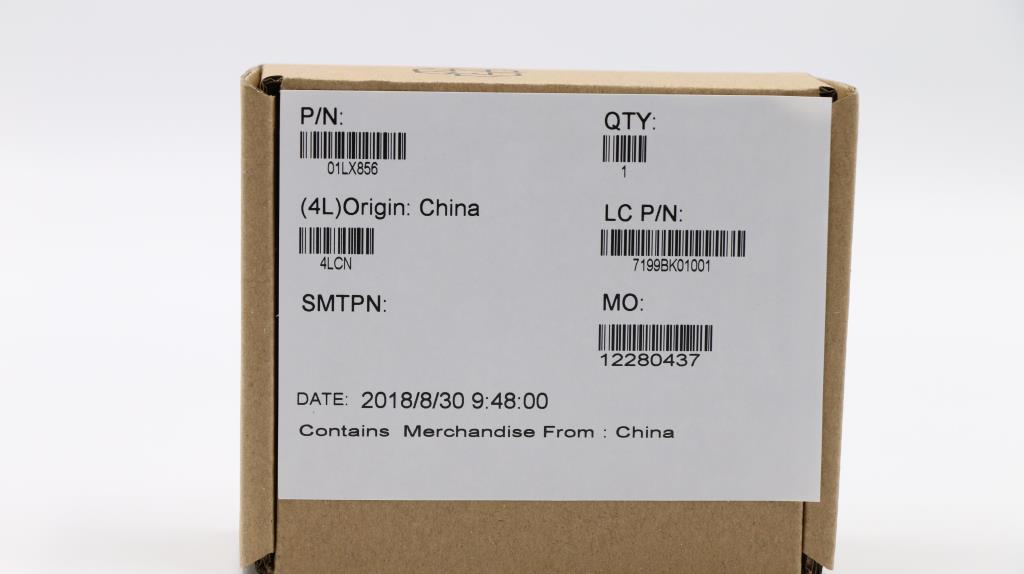 P/N:
01LX856
QTY:
1
(4L)Origin: China
4LCN
LC P/N:
7199BK01001
SMTPN:
MO:
12280437
DATE: 2018/8/30 9:48:00
Contains Merchandise From : China